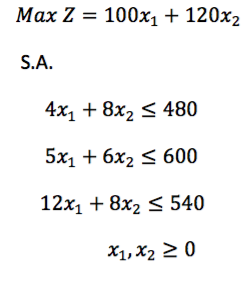 Max Z = 100x₁ + 120x₂
S.A.
4x₁ + 8x₂ ≤ 480
5x₁ + 6x₂ ≤ 600
12x₁ + 8x₂ ≤ 540
x₁, x₂ ≥ 0